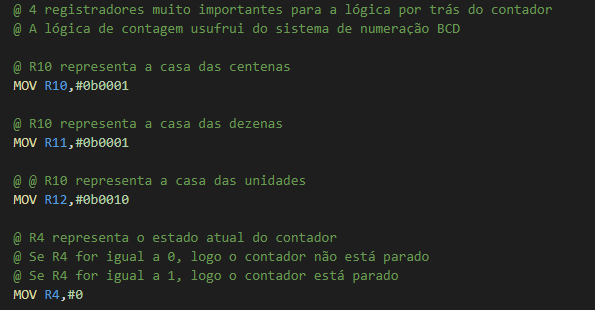 @ 4 registradores muito importantes para a lógica por trás do contador
@ A lógica de contagem usufrui do sistema de numeração BCD
@ R10 representa a casa das centenas
MOV R10,#0b0001
@ R10 representa a casa das dezenas
MOV R11,#0b0001
@ @ R10 representa a casa das unidades
MOV R12,#0b0010
@ R4 representa o estado atual do contador
@ Se R4 for igual a 0, logo o contador não está parado
@ Se R4 for igual a 1, logo o contador está parado
MOV R4,#0